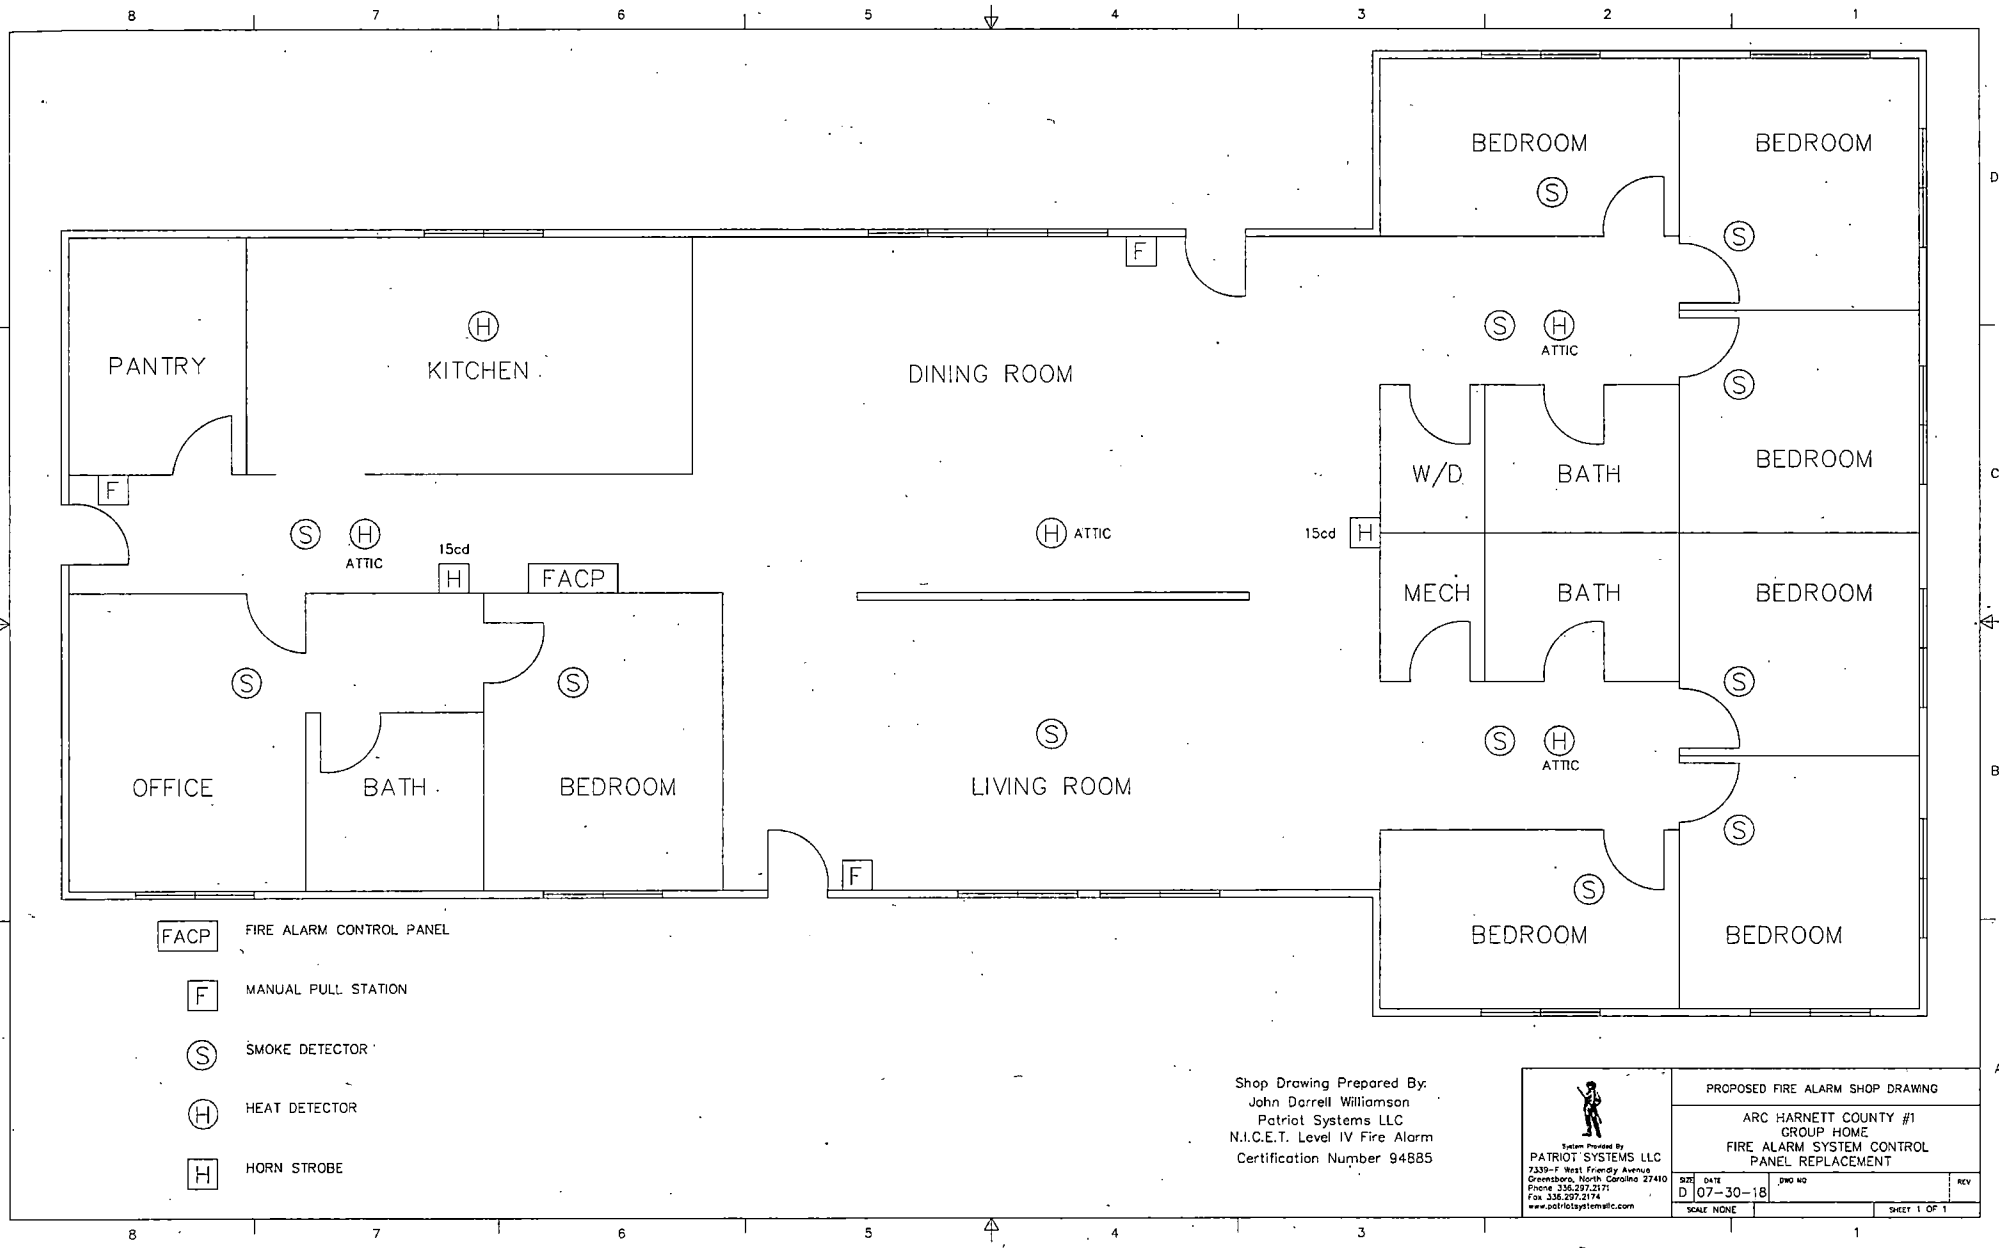 8 7 6 5 4 3 2 1
BEDROOM BEDROOM
S
D
F
S
H
S H
ATTIC
PANTRY
KITCHEN
DINING ROOM
S
W/D BATH BEDROOM
C
F
S H
ATTIC
H ATTIC
15cd H
15cd
H FACP
MECH BATH BEDROOM
S S S
S
S H
ATTIC
OFFICE BATH BEDROOM LIVING ROOM
B
S
F
S
BEDROOM BEDROOM
FACP FIRE ALARM CONTROL PANEL
F MANUAL PULL STATION
S SMOKE DETECTOR
H HEAT DETECTOR
H HORN STROBE
A
Shop Drawing Prepared By:
John Darrell Williamson
Patriot Systems LLC
N.I.C.E.T. Level IV Fire Alarm
Certification Number 94885
System Provided By
PATRIOT SYSTEMS LLC
7339-F West Friendly Avenue
Greensboro, North Carolina 27410
Phone 336.297.2171
Fax 336.297.2174
www.patriotsystemsllc.com
PROPOSED FIRE ALARM SHOP DRAWING
ARC HARNETT COUNTY #1
GROUP HOME
FIRE ALARM SYSTEM CONTROL
PANEL REPLACEMENT
SIZE DATE DWG NO REV
D 07-30-18
SCALE NONE SHEET 1 OF 1
8 7 6 5 4 3 2 1